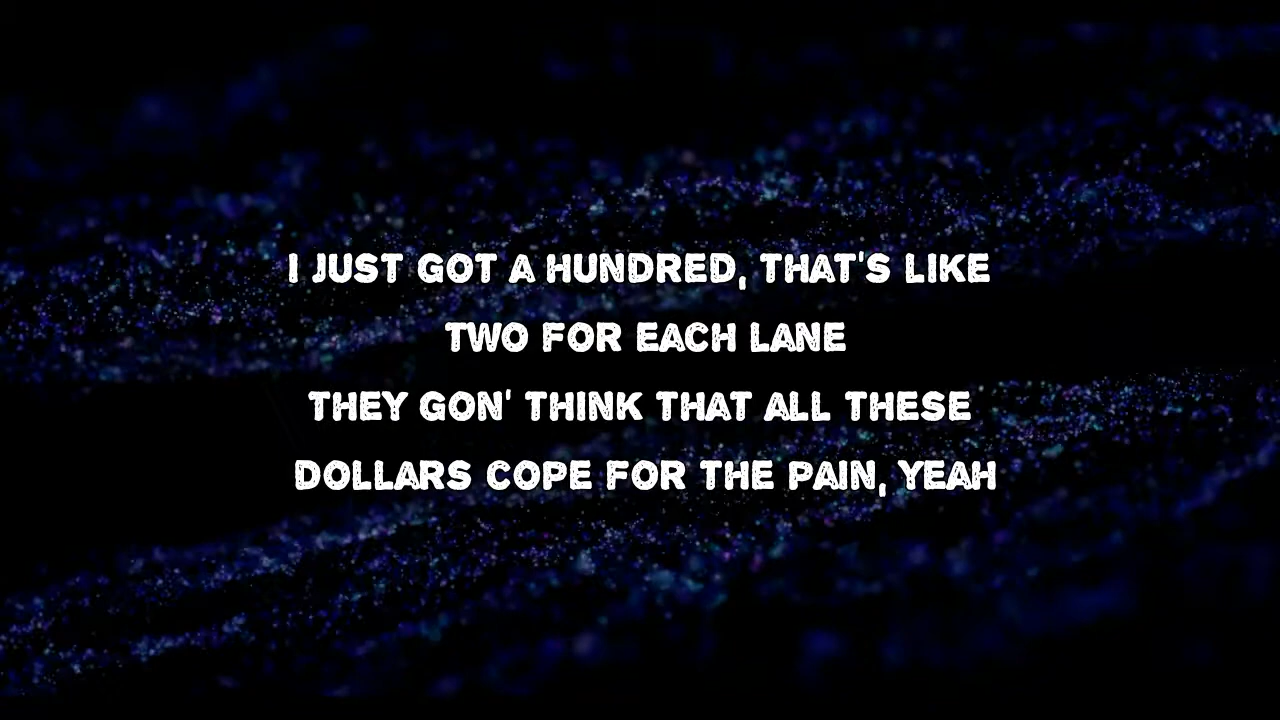 I JUST GOT A HUNDRED, THAT'S LIKE
TWO FOR EACH LANE
THEY GON' THINK THAT ALL THESE
DOLLARS COPE FOR THE PAIN, YEAH